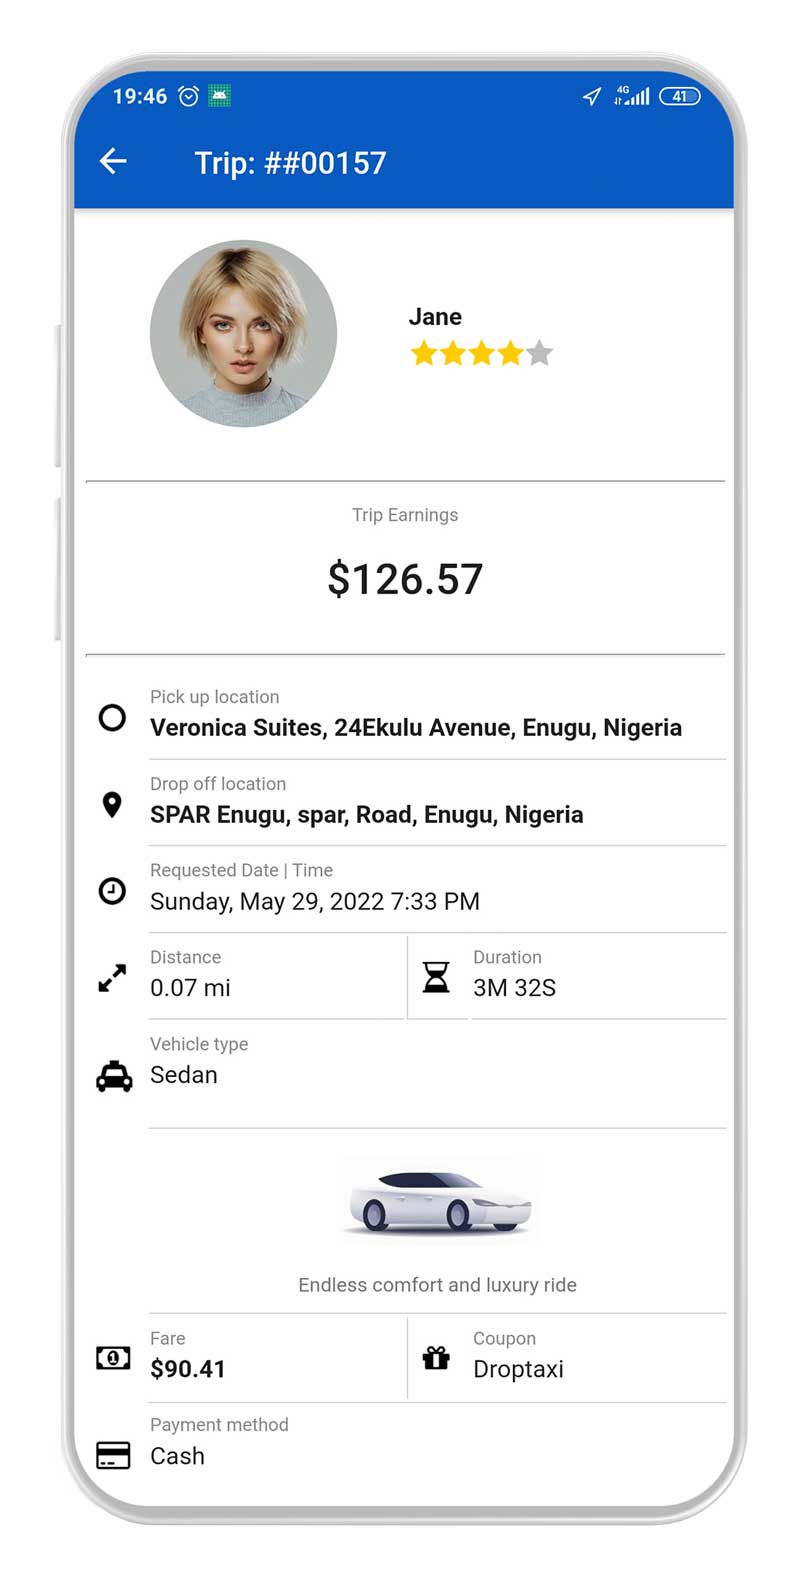 19:46
4G
41
Trip: ##00157
Jane
Trip Earnings
$126.57
Pick up location
Veronica Suites, 24Ekulu Avenue, Enugu, Nigeria
Drop off location
SPAR Enugu, spar, Road, Enugu, Nigeria
Requested Date | Time
Sunday, May 29, 2022 7:33 PM
Distance
0.07 mi
Duration
3M 32S
Vehicle type
Sedan
Endless comfort and luxury ride
Fare
$90.41
Coupon
Droptaxi
Payment method
Cash